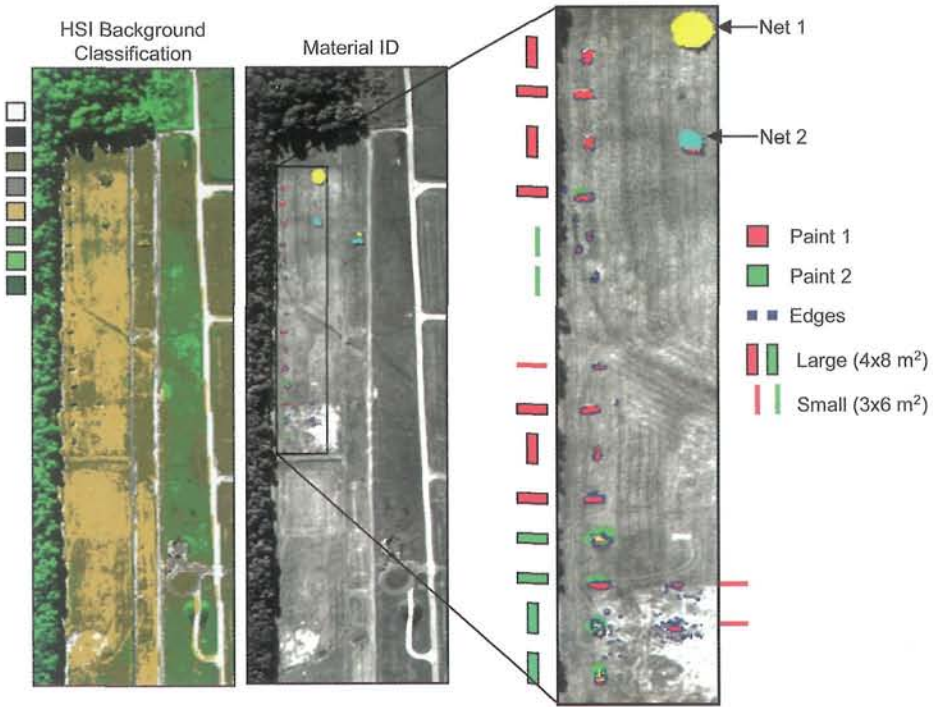 HSI Background
Classification
Material ID
Net 1
Net 2
Paint 1
Paint 2
Edges
Large (4x8 m²)
Small (3x6 m²)